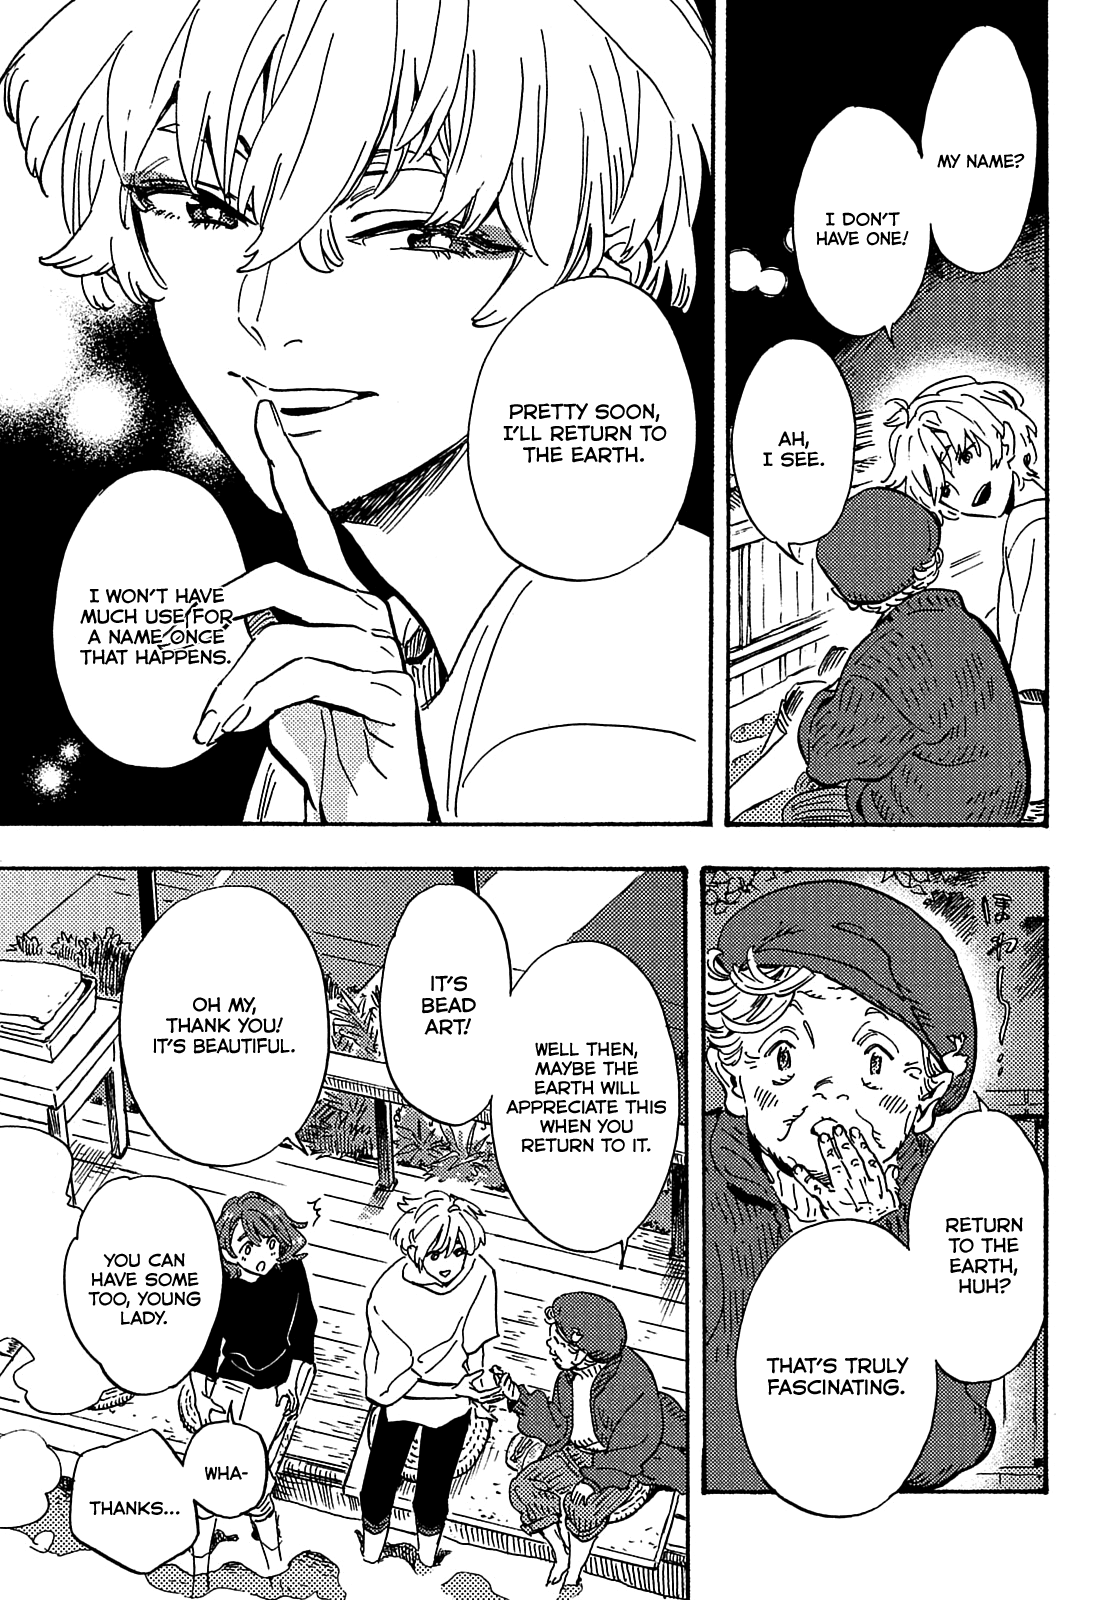 MY NAME?
I DON'T
HAVE ONE!
AH,
I SEE.
PRETTY SOON,
I'LL RETURN TO
THE EARTH.
I WON'T HAVE
MUCH USE FOR
A NAME ONCE
THAT HAPPENS.
ほわ〜〜…
RETURN
TO THE
EARTH,
HUH?
THAT'S TRULY
FASCINATING.
WELL THEN,
MAYBE THE
EARTH WILL
APPRECIATE THIS
WHEN YOU
RETURN TO IT.
IT'S
BEAD
ART!
OH MY,
THANK YOU!
IT'S BEAUTIFUL.
YOU CAN
HAVE SOME
TOO, YOUNG
LADY.
WHA-
THANKS...